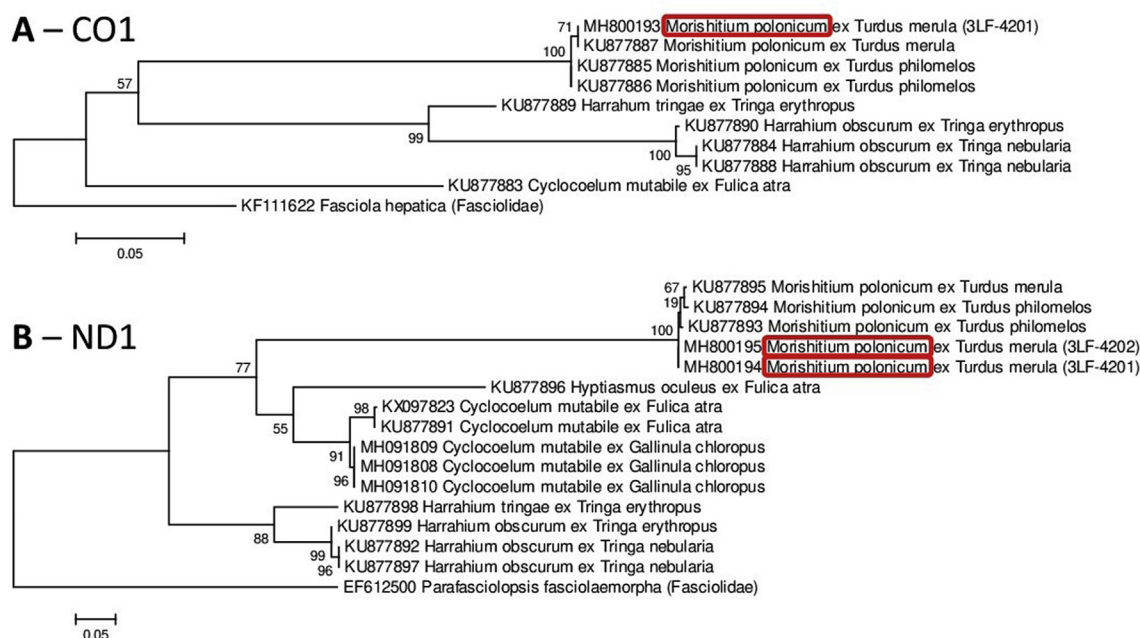 A – CO1
71
MH800193 Morishitium polonicum ex Turdus merula (3LF-4201)
KU877887 Morishitium polonicum ex Turdus merula
100
KU877885 Morishitium polonicum ex Turdus philomelos
KU877886 Morishitium polonicum ex Turdus philomelos
57
KU877889 Harrahum tringae ex Tringa erythropus
99
KU877890 Harrahium obscurum ex Tringa erythropus
100
KU877884 Harrahium obscurum ex Tringa nebularia
95
KU877888 Harrahium obscurum ex Tringa nebularia
KU877883 Cyclocoelum mutabile ex Fulica atra
KF111622 Fasciola hepatica (Fasciolidae)
0.05
B – ND1
67
KU877895 Morishitium polonicum ex Turdus merula
19
KU877894 Morishitium polonicum ex Turdus philomelos
100
KU877893 Morishitium polonicum ex Turdus philomelos
MH800195 Morishitium polonicum ex Turdus merula (3LF-4202)
MH800194 Morishitium polonicum ex Turdus merula (3LF-4201)
77
KU877896 Hyptiasmus oculeus ex Fulica atra
55
98
KX097823 Cyclocoelum mutabile ex Fulica atra
KU877891 Cyclocoelum mutabile ex Fulica atra
91
MH091809 Cyclocoelum mutabile ex Gallinula chloropus
MH091808 Cyclocoelum mutabile ex Gallinula chloropus
96
MH091810 Cyclocoelum mutabile ex Gallinula chloropus
KU877898 Harrahium tringae ex Tringa erythropus
88
KU877899 Harrahium obscurum ex Tringa erythropus
99
KU877892 Harrahium obscurum ex Tringa nebularia
96
KU877897 Harrahium obscurum ex Tringa nebularia
EF612500 Parafasciolopsis fasciolaemorpha (Fasciolidae)
0.05